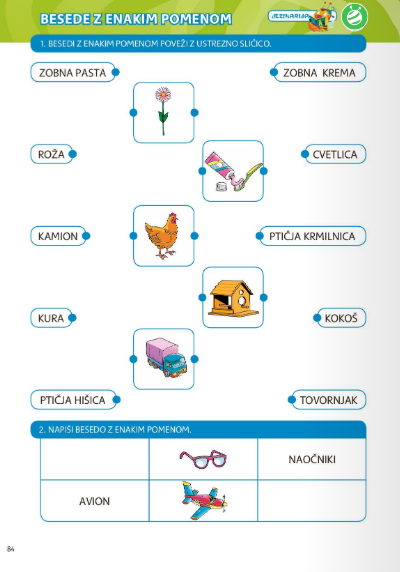 BESEDE Z ENAKIM POMENOM
JEZIKARIJA
1. BESEDI Z ENAKIM POMENOM POVEŽI Z USTREZNO SLIČICO.
ZOBNA PASTA
ZOBNA KREMA
ROŽA
CVETLICA
KAMION
PTIČJA KRMILNICA
KURA
KOKOŠ
PTIČJA HIŠICA
TOVORNJAK
2. NAPIŠI BESEDO Z ENAKIM POMENOM.
NAOČNIKI
AVION
84